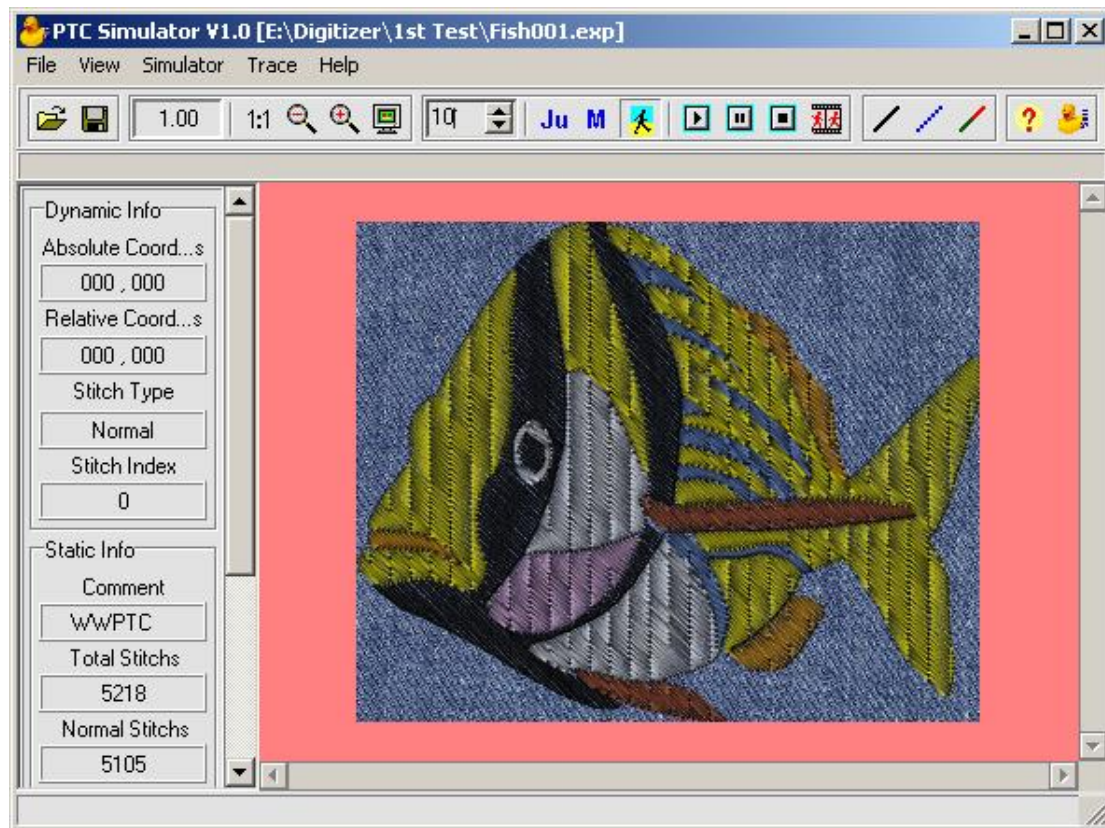 PTC Simulator V1.0 [E:\Digitizer\1st Test\Fish001.exp]
File View Simulator Trace Help
1.00 1:1 10 Ju M ?
Dynamic Info
Absolute Coord...s
000 , 000
Relative Coord...s
000 , 000
Stitch Type
Normal
Stitch Index
0
Static Info
Comment
WWPTC
Total Stitchs
5218
Normal Stitchs
5105